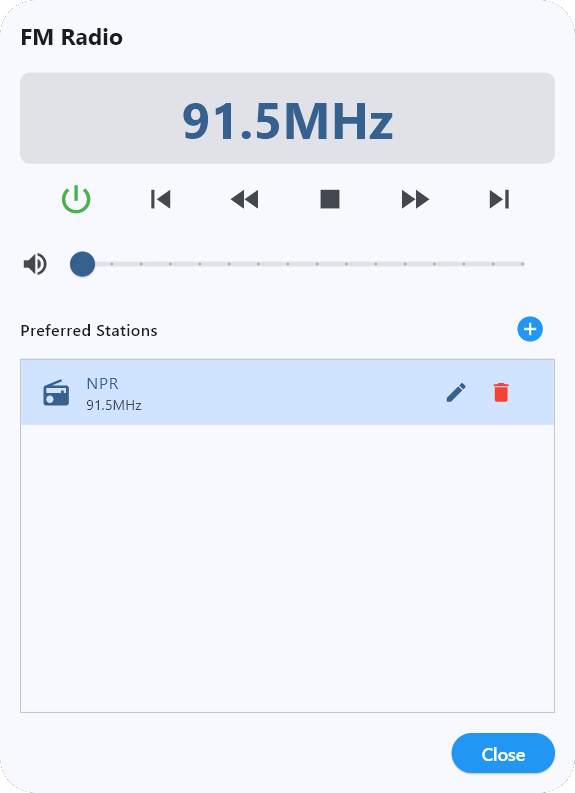 FM Radio
91.5MHz
Preferred Stations
NPR
91.5MHz
Close